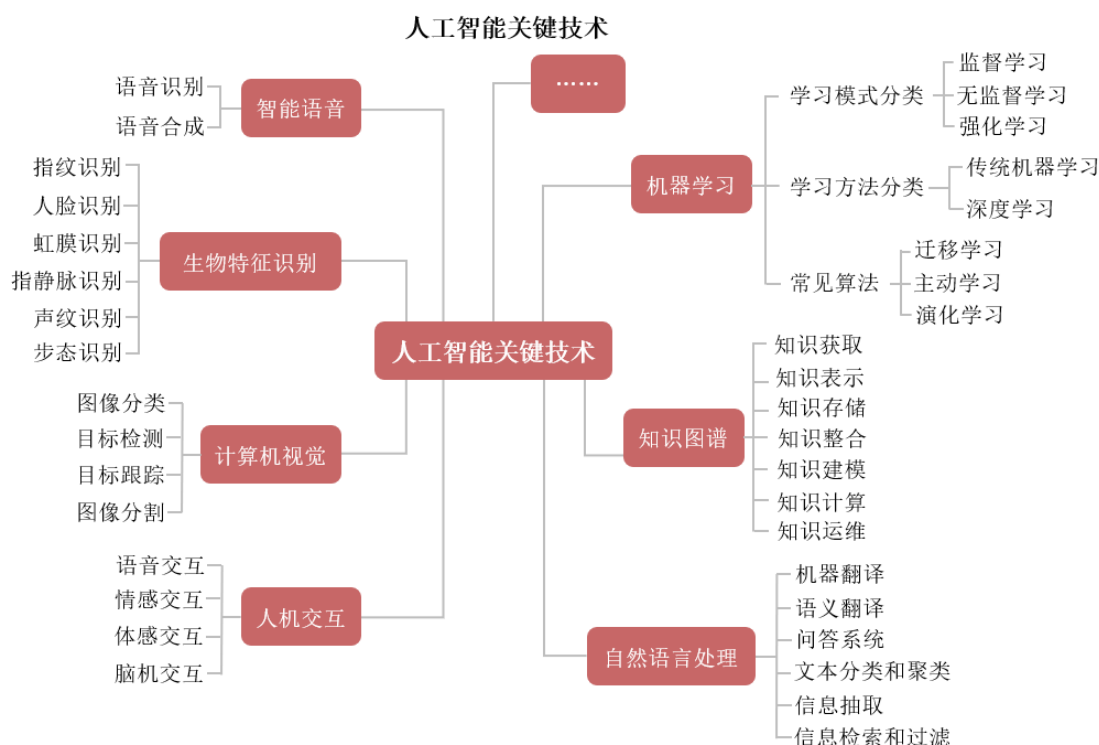 人工智能关键技术
智能语音
语音识别
语音合成
生物特征识别
指纹识别
人脸识别
虹膜识别
指静脉识别
声纹识别
步态识别
计算机视觉
图像分类
目标检测
目标跟踪
图像分割
人机交互
语音交互
情感交互
体感交互
脑机交互
人工智能关键技术
……
机器学习
学习模式分类
监督学习
无监督学习
强化学习
学习方法分类
传统机器学习
深度学习
常见算法
迁移学习
主动学习
演化学习
知识图谱
知识获取
知识表示
知识存储
知识整合
知识建模
知识计算
知识运维
自然语言处理
机器翻译
语义翻译
问答系统
文本分类和聚类
信息抽取
信息检索和过滤